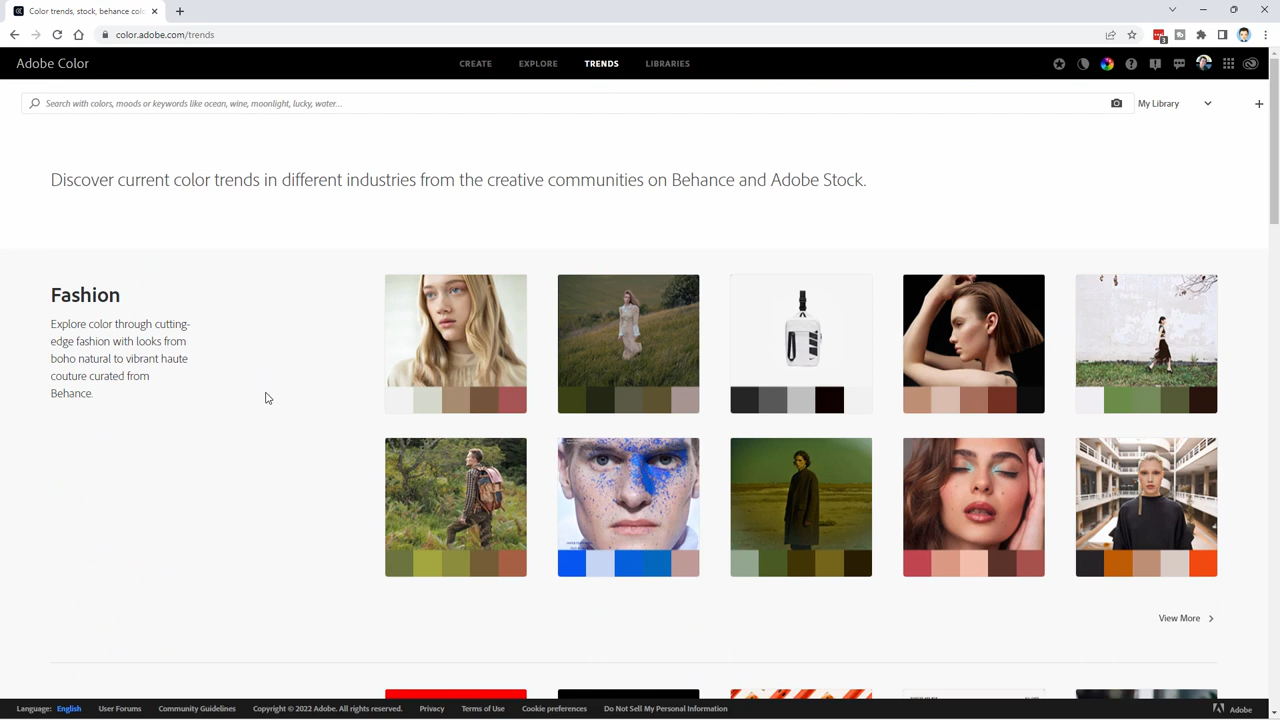 Color trends, stock, behance colo
color.adobe.com/trends
3
Adobe Color
CREATE
EXPLORE
TRENDS
LIBRARIES
Search with colors, moods or keywords like ocean, wine, moonlight, lucky, water...
My Library
Discover current color trends in different industries from the creative communities on Behance and Adobe Stock.
Fashion
Explore color through cutting-
edge fashion with looks from
boho natural to vibrant haute
couture curated from
Behance.
View More
Language: English
User Forums
Community Guidelines
Copyright © 2022 Adobe. All rights reserved.
Privacy
Terms of Use
Cookie preferences
Do Not Sell My Personal Information
Adobe